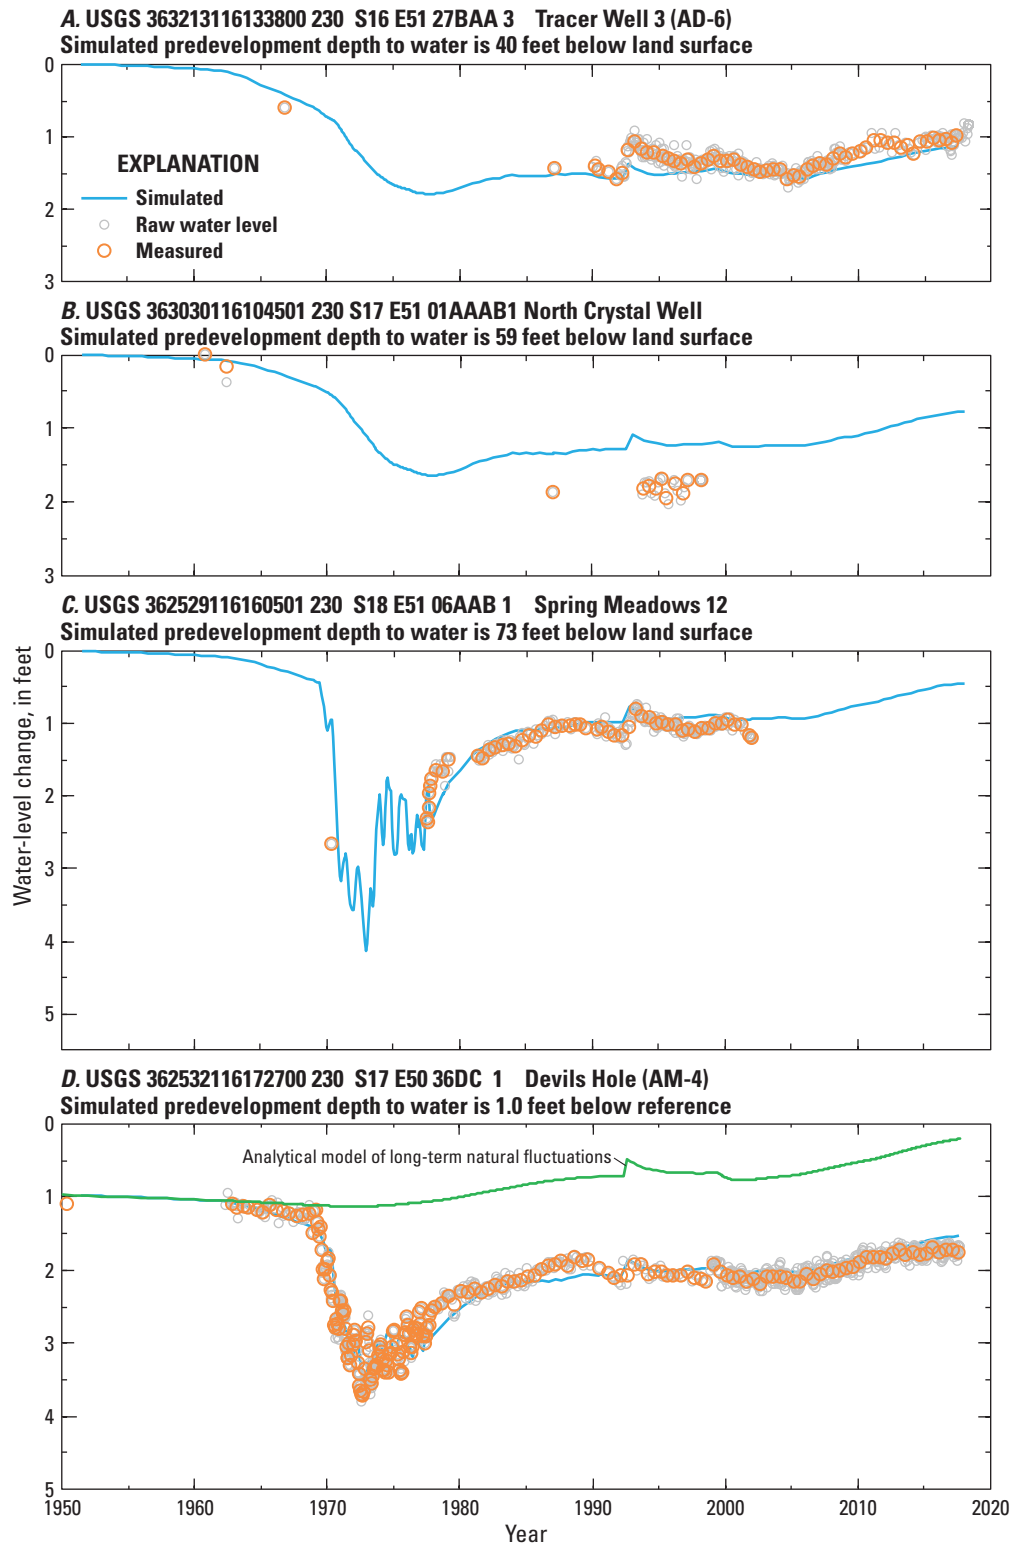 A. USGS 363213116133800 230 S16 E51 27BAA 3 Tracer Well 3 (AD-6)
Simulated predevelopment depth to water is 40 feet below land surface
0
1
2
3
EXPLANATION
Simulated
Raw water level
Measured
B. USGS 363030116104501 230 S17 E51 01AAAB1 North Crystal Well
Simulated predevelopment depth to water is 59 feet below land surface
0
1
2
3
C. USGS 362529116160501 230 S18 E51 06AAB 1 Spring Meadows 12
Simulated predevelopment depth to water is 73 feet below land surface
0
1
2
3
4
5
Water-level change, in feet
D. USGS 362532116172700 230 S17 E50 36DC 1 Devils Hole (AM-4)
Simulated predevelopment depth to water is 1.0 feet below reference
0
1
2
3
4
5
Analytical model of long-term natural fluctuations
1950 1960 1970 1980 1990 2000 2010 2020
Year